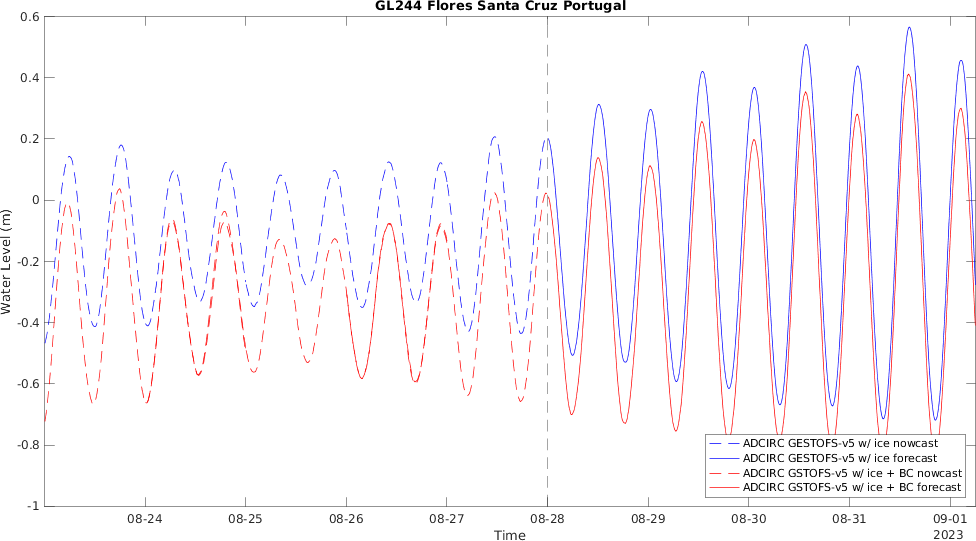 GL244 Flores Santa Cruz Portugal
Water Level (m)
0.6
0.4
0.2
0
-0.2
-0.4
-0.6
-0.8
-1
ADCIRC GESTOFS-v5 w/ ice nowcast
ADCIRC GESTOFS-v5 w/ ice forecast
ADCIRC GSTOFS-v5 w/ ice + BC nowcast
ADCIRC GSTOFS-v5 w/ ice + BC forecast
08-24 08-25 08-26 08-27 08-28 08-29 08-30 08-31 09-01
2023
Time